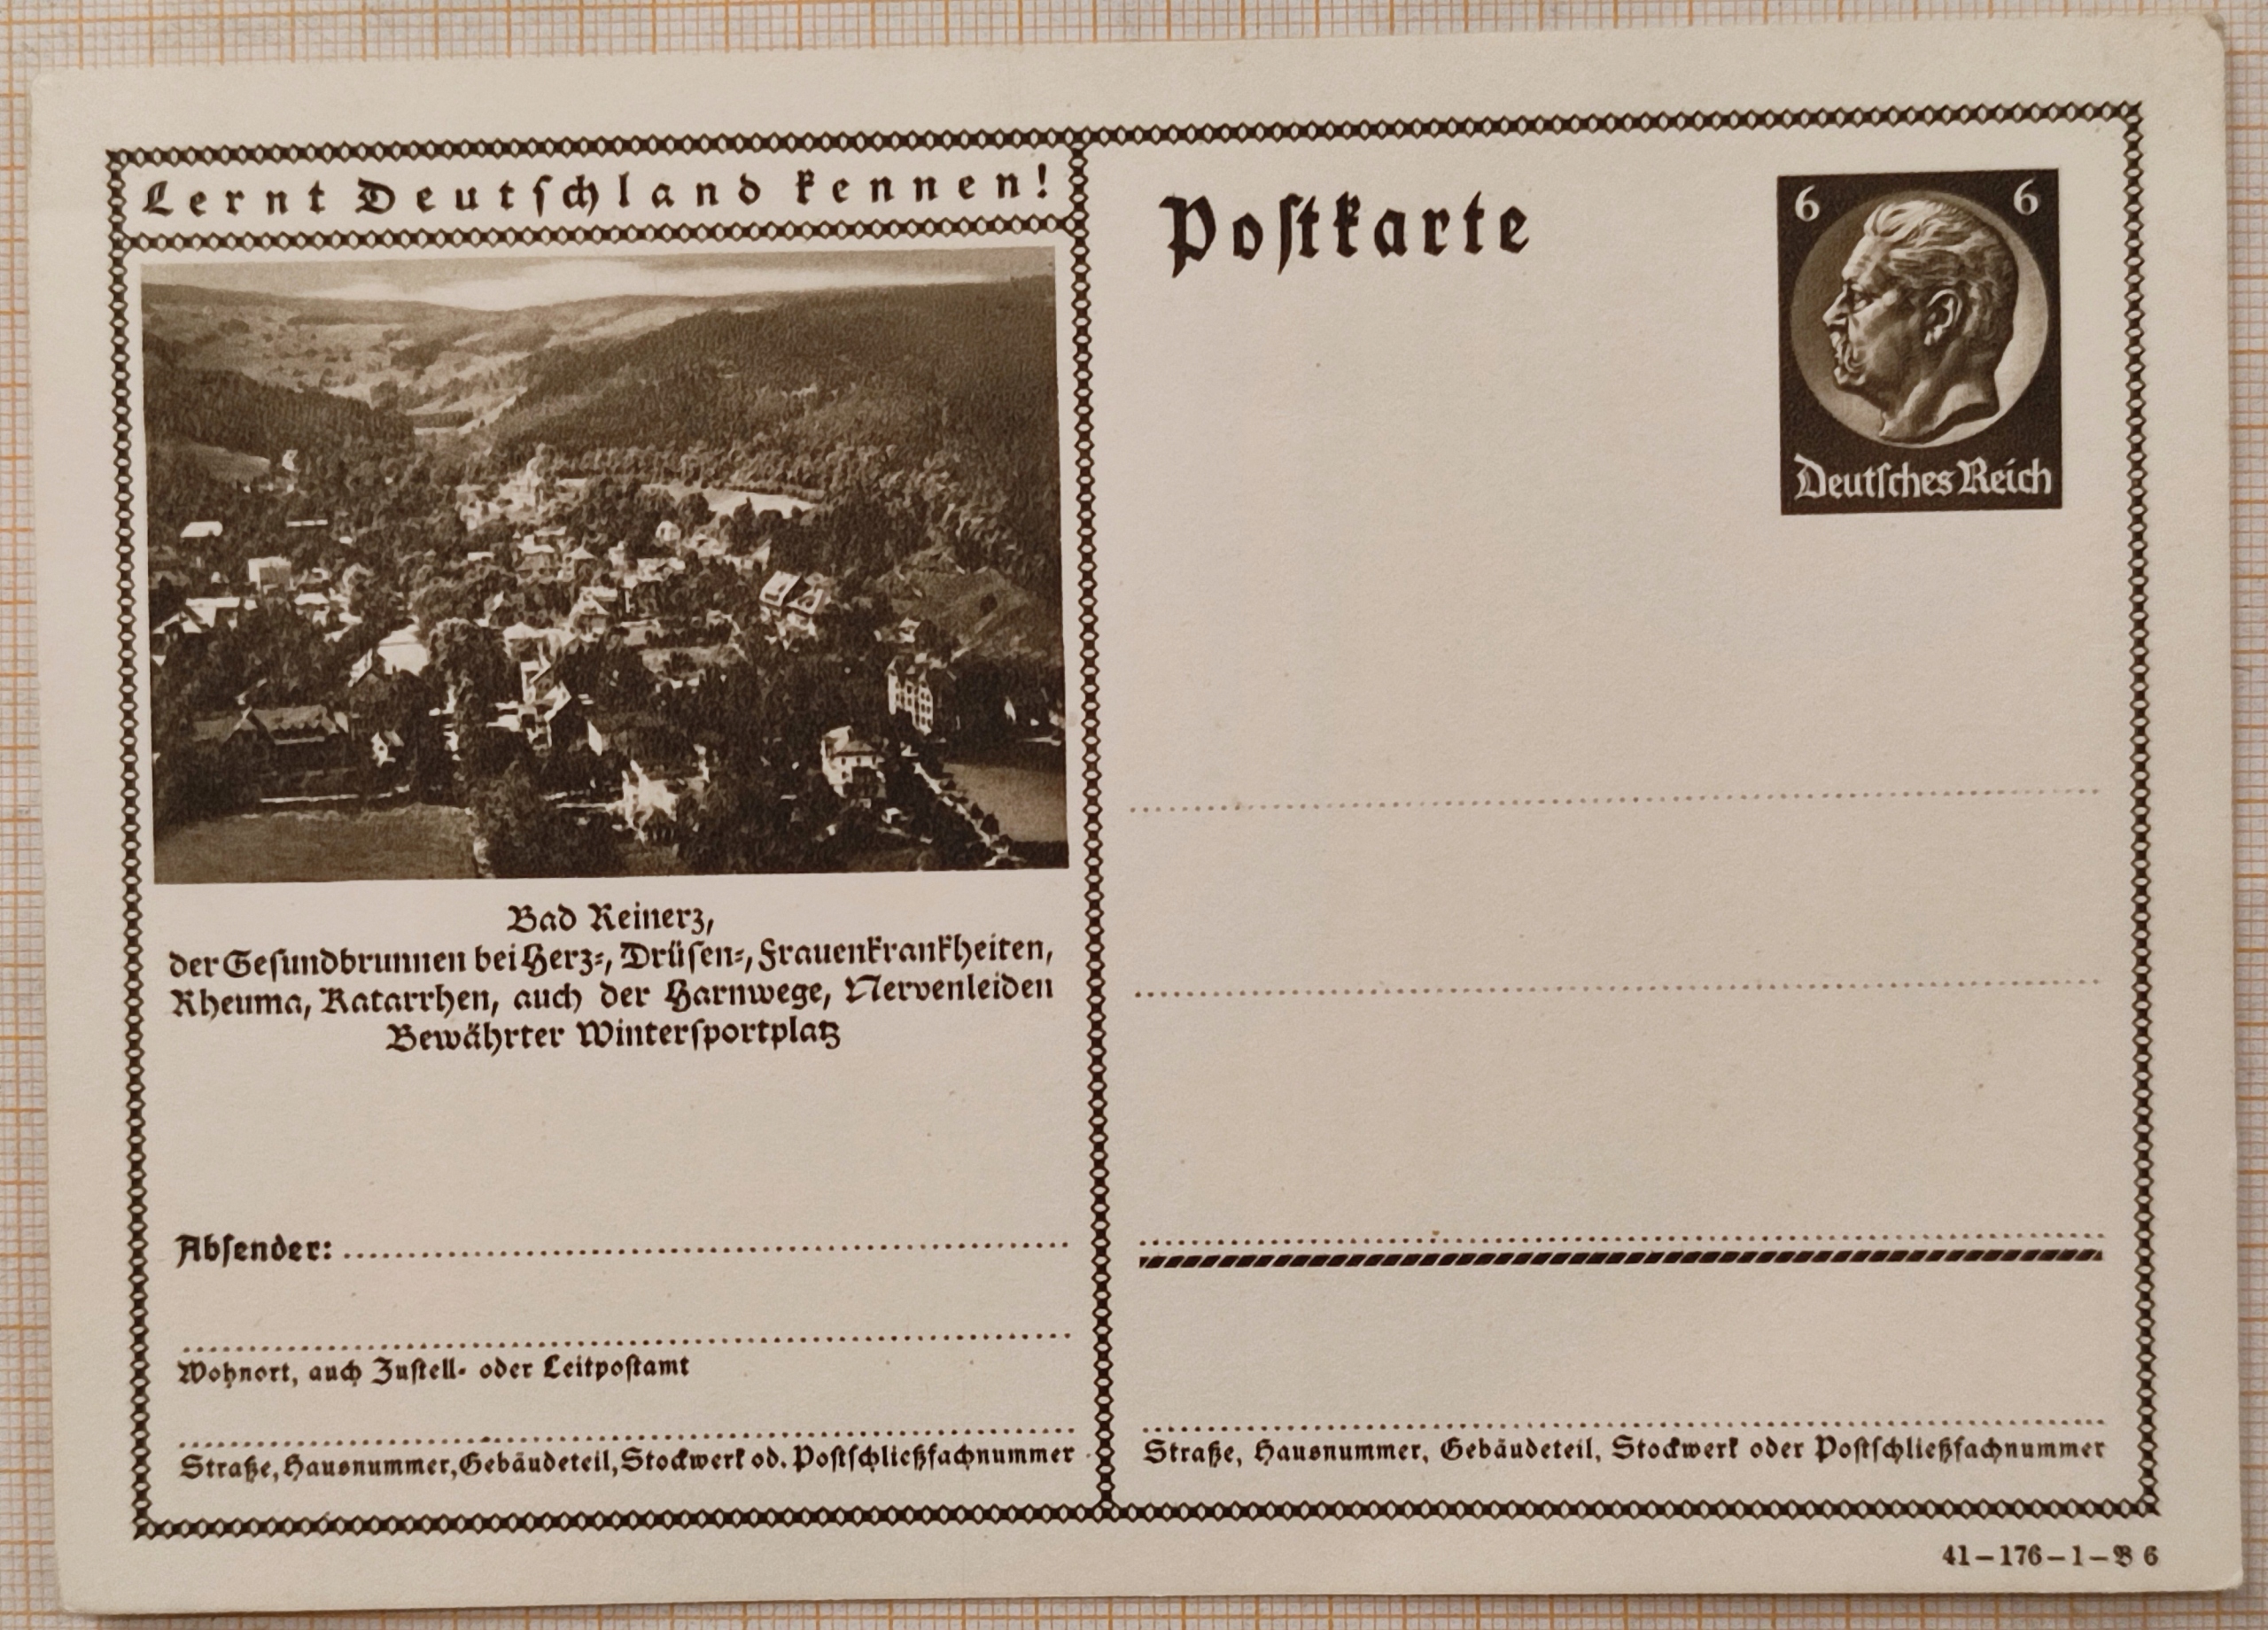 Lernt Deutschland kennen!
Bad Reinerz,
der Gesundbrunnen bei Herz-, Drüsen-, Frauenkrankheiten,
Rheuma, Katarrhen, auch der Harnwege, Nervenleiden
Bewährter Wintersportplatz
Absender:
Wohnort, auch Zustell- oder Leitpostamt
Straße, Hausnummer, Gebäudeteil, Stockwerk od. Postschließfachnummer
Postkarte
6 6
Deutsches Reich
Straße, Hausnummer, Gebäudeteil, Stockwerk oder Postschließfachnummer
41-176-1-B 6